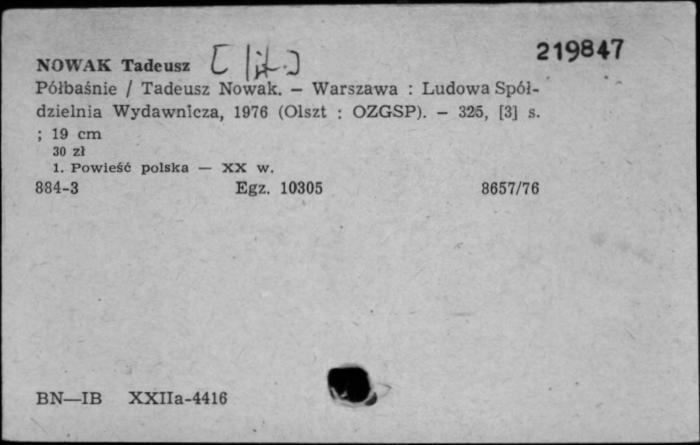 NOWAK Tadeusz [lit.] 219847
Półbaśnie / Tadeusz Nowak. — Warszawa : Ludowa Spół-
dzielnia Wydawnicza, 1976 (Olszt : OZGSP). — 325, [3] s.
; 19 cm
30 zł
1. Powieść polska — XX w.
884-3 Egz. 10305 8657/76
BN—IB XXIIa-4416